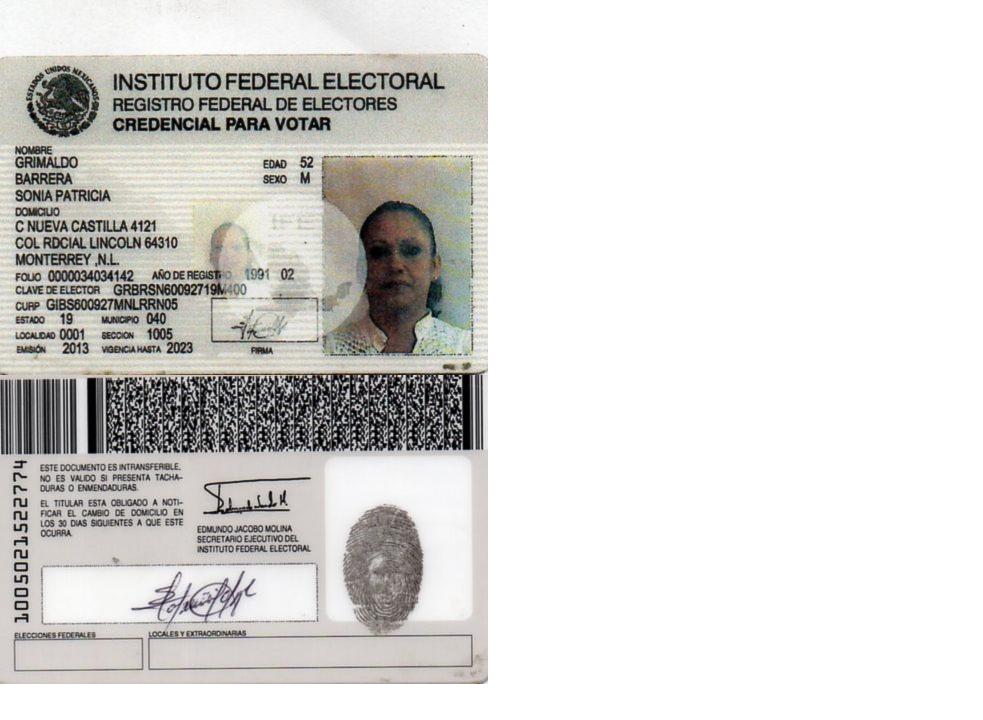 ESTADOS UNIDOS MEXICANOS
INSTITUTO FEDERAL ELECTORAL
REGISTRO FEDERAL DE ELECTORES
CREDENCIAL PARA VOTAR
NOMBRE
GRIMALDO
BARRERA
SONIA PATRICIA
EDAD 52
SEXO M
DOMICILIO
C NUEVA CASTILLA 4121
COL RDCIAL LINCOLN 64310
MONTERREY ,N.L.
FOLIO 0000034034142 AÑO DE REGISTRO 1991 02
CLAVE DE ELECTOR GRBRSN60092719M400
CURP GIBS600927MNLRRN05
ESTADO 19 MUNICIPIO 040
LOCALIDAD 0001 SECCION 1005
EMISIÓN 2013 VIGENCIA HASTA 2023
FIRMA
1005021522774
ESTE DOCUMENTO ES INTRANSFERIBLE,
NO ES VALIDO SI PRESENTA TACHA-
DURAS O ENMENDADURAS.
EL TITULAR ESTA OBLIGADO A NOTI-
FICAR EL CAMBIO DE DOMICILIO EN
LOS 30 DIAS SIGUIENTES A QUE ESTE
OCURRA.
EDMUNDO JACOBO MOLINA
SECRETARIO EJECUTIVO DEL
INSTITUTO FEDERAL ELECTORAL
ELECCIONES FEDERALES
LOCALES Y EXTRAORDINARIAS